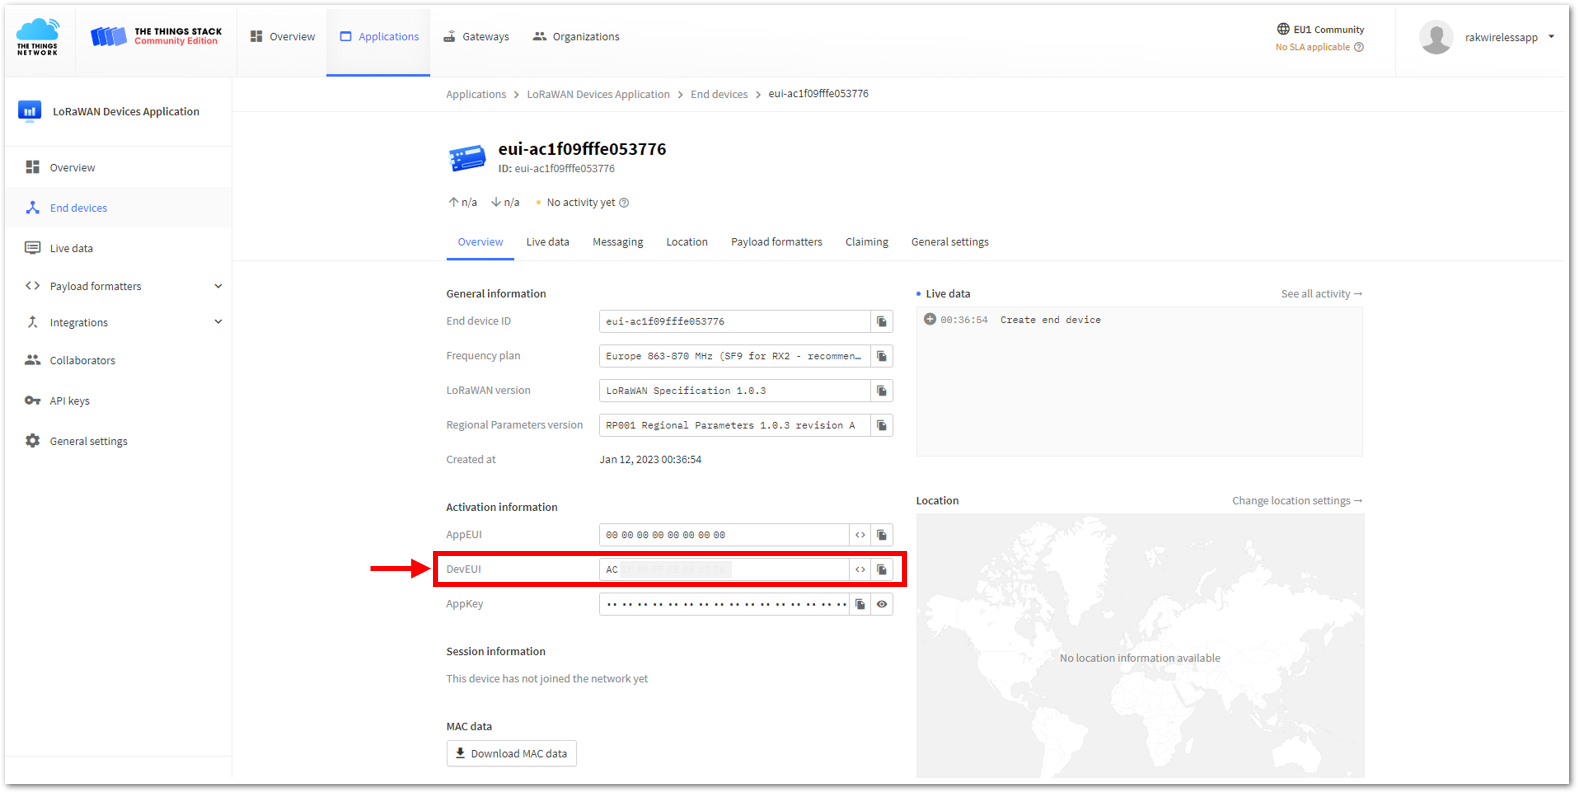 THE THINGS
NETWORK
THE THINGS STACK
Community Edition
Overview
Applications
Gateways
Organizations
EU1 Community
No SLA applicable
rakwirelessapp
LoRaWAN Devices Application
Overview
End devices
Live data
Payload formatters
Integrations
Collaborators
API keys
General settings
Applications > LoRaWAN Devices Application > End devices > eui-ac1f09fffe053776
eui-ac1f09fffe053776
ID: eui-ac1f09fffe053776
↑ n/a ↓ n/a • No activity yet
Overview Live data Messaging Location Payload formatters Claiming General settings
General information
End device ID eui-ac1f09fffe053776
Frequency plan Europe 863-870 MHz (SF9 for RX2 - recommen…
LoRaWAN version LoRaWAN Specification 1.0.3
Regional Parameters version RP001 Regional Parameters 1.0.3 revision A
Created at Jan 12, 2023 00:36:54
Activation information
AppEUI 00 00 00 00 00 00 00 00
DevEUI AC
AppKey •• •• •• •• •• •• •• •• •• •• •• •• •• •• •• ••
Session information
This device has not joined the network yet
MAC data
Download MAC data
• Live data
See all activity →
00:36:54 Create end device
Location
Change location settings →
No location information available